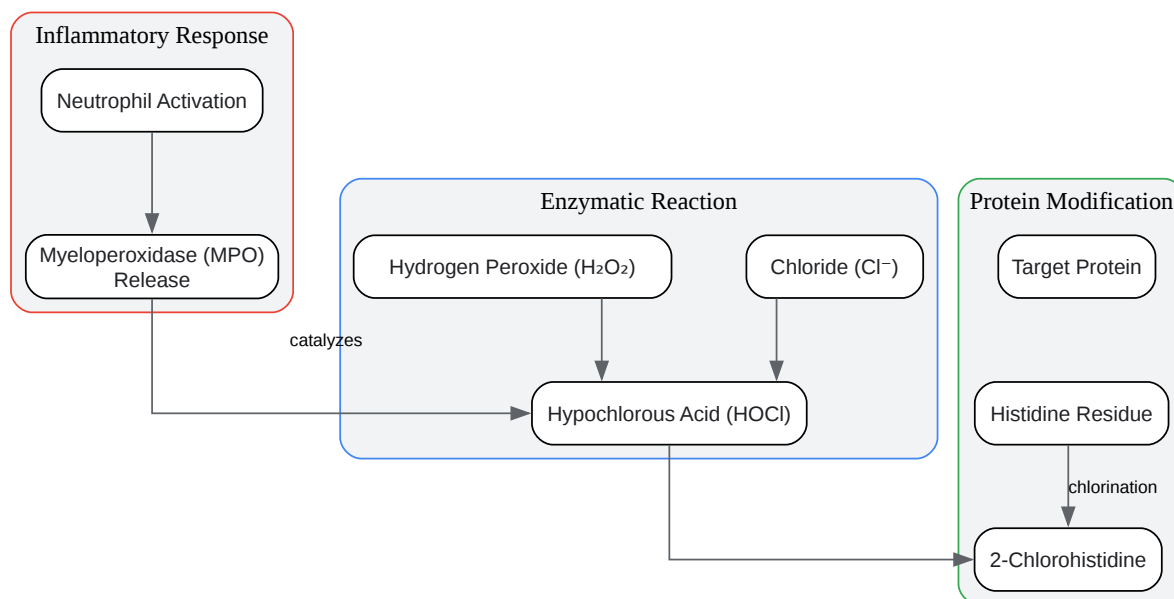 Inflammatory Response
Neutrophil Activation
Myeloperoxidase (MPO)
Release
catalyzes
Enzymatic Reaction
Hydrogen Peroxide (H₂O₂)
Chloride (Cl⁻)
Hypochlorous Acid (HOCl)
Protein Modification
Target Protein
Histidine Residue
chlorination
2-Chlorohistidine